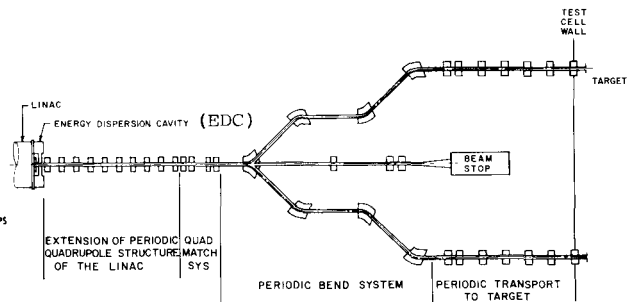 TEST
CELL
WALL
TARGET
LINAC
ENERGY DISPERSION CAVITY (EDC)
BEAM
STOP
PS
EXTENSION OF PERIODIC
QUADRUPOLE STRUCTURE
OF THE LINAC
QUAD
MATCH
SYS
PERIODIC BEND SYSTEM
PERIODIC TRANSPORT
TO TARGET